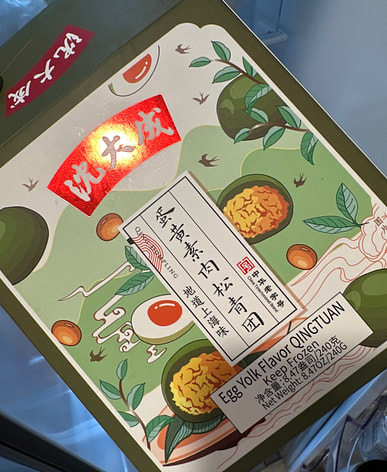 沈大成
沈大成
蛋黄素肉松青团
地道上海味
中华老字号
Egg Yolk Flavor QINGTUAN
Keep Frozen
净含量:8.47盎司/240克
Net Weight: 8.47OZ/240G